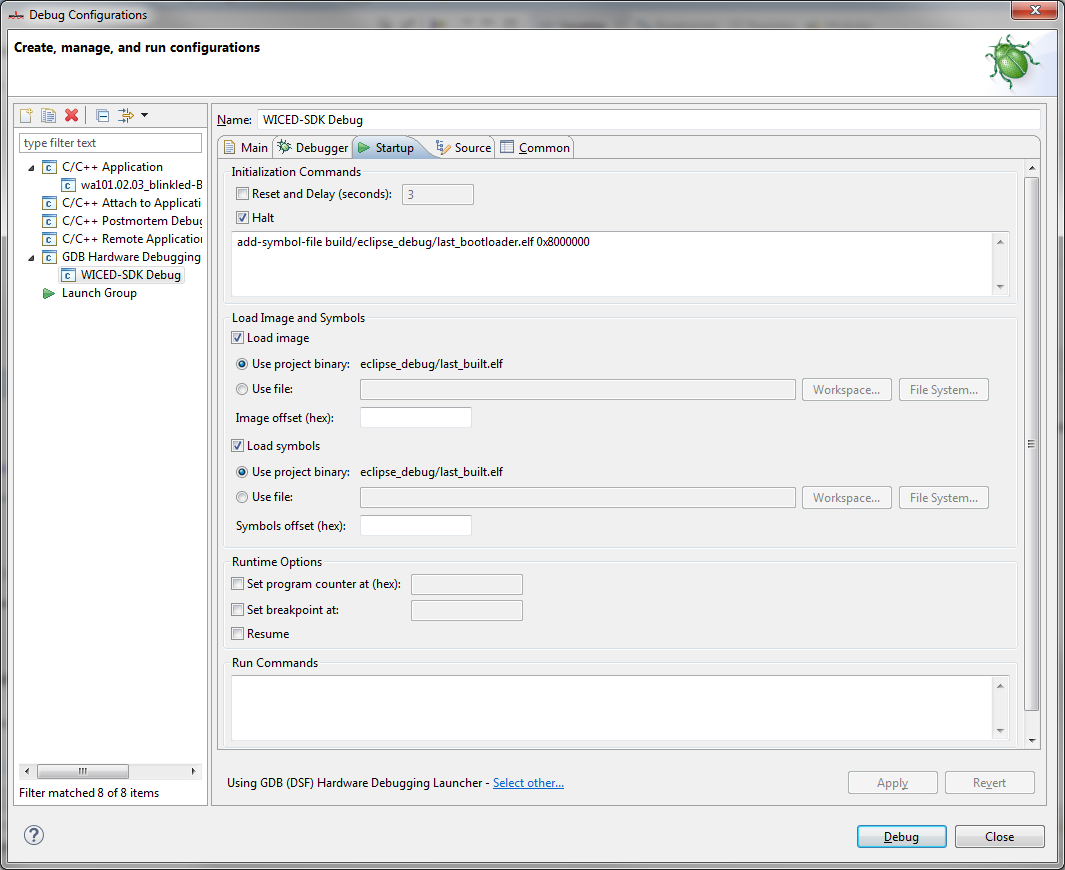 Debug Configurations
Create, manage, and run configurations
type filter text
C/C++ Application
wa101.02.03_blinkled-B
C/C++ Attach to Applicati
C/C++ Postmortem Debug
C/C++ Remote Application
GDB Hardware Debugging
WICED-SDK Debug
Launch Group
Filter matched 8 of 8 items
Name: WICED-SDK Debug
Main Debugger Startup Source Common
Initialization Commands
Reset and Delay (seconds): 3
Halt
add-symbol-file build/eclipse_debug/last_bootloader.elf 0x8000000
Load Image and Symbols
Load image
Use project binary: eclipse_debug/last_built.elf
Use file: Workspace... File System...
Image offset (hex):
Load symbols
Use project binary: eclipse_debug/last_built.elf
Use file: Workspace... File System...
Symbols offset (hex):
Runtime Options
Set program counter at (hex):
Set breakpoint at:
Resume
Run Commands
Using GDB (DSF) Hardware Debugging Launcher - Select other...
Apply Revert
? Debug Close